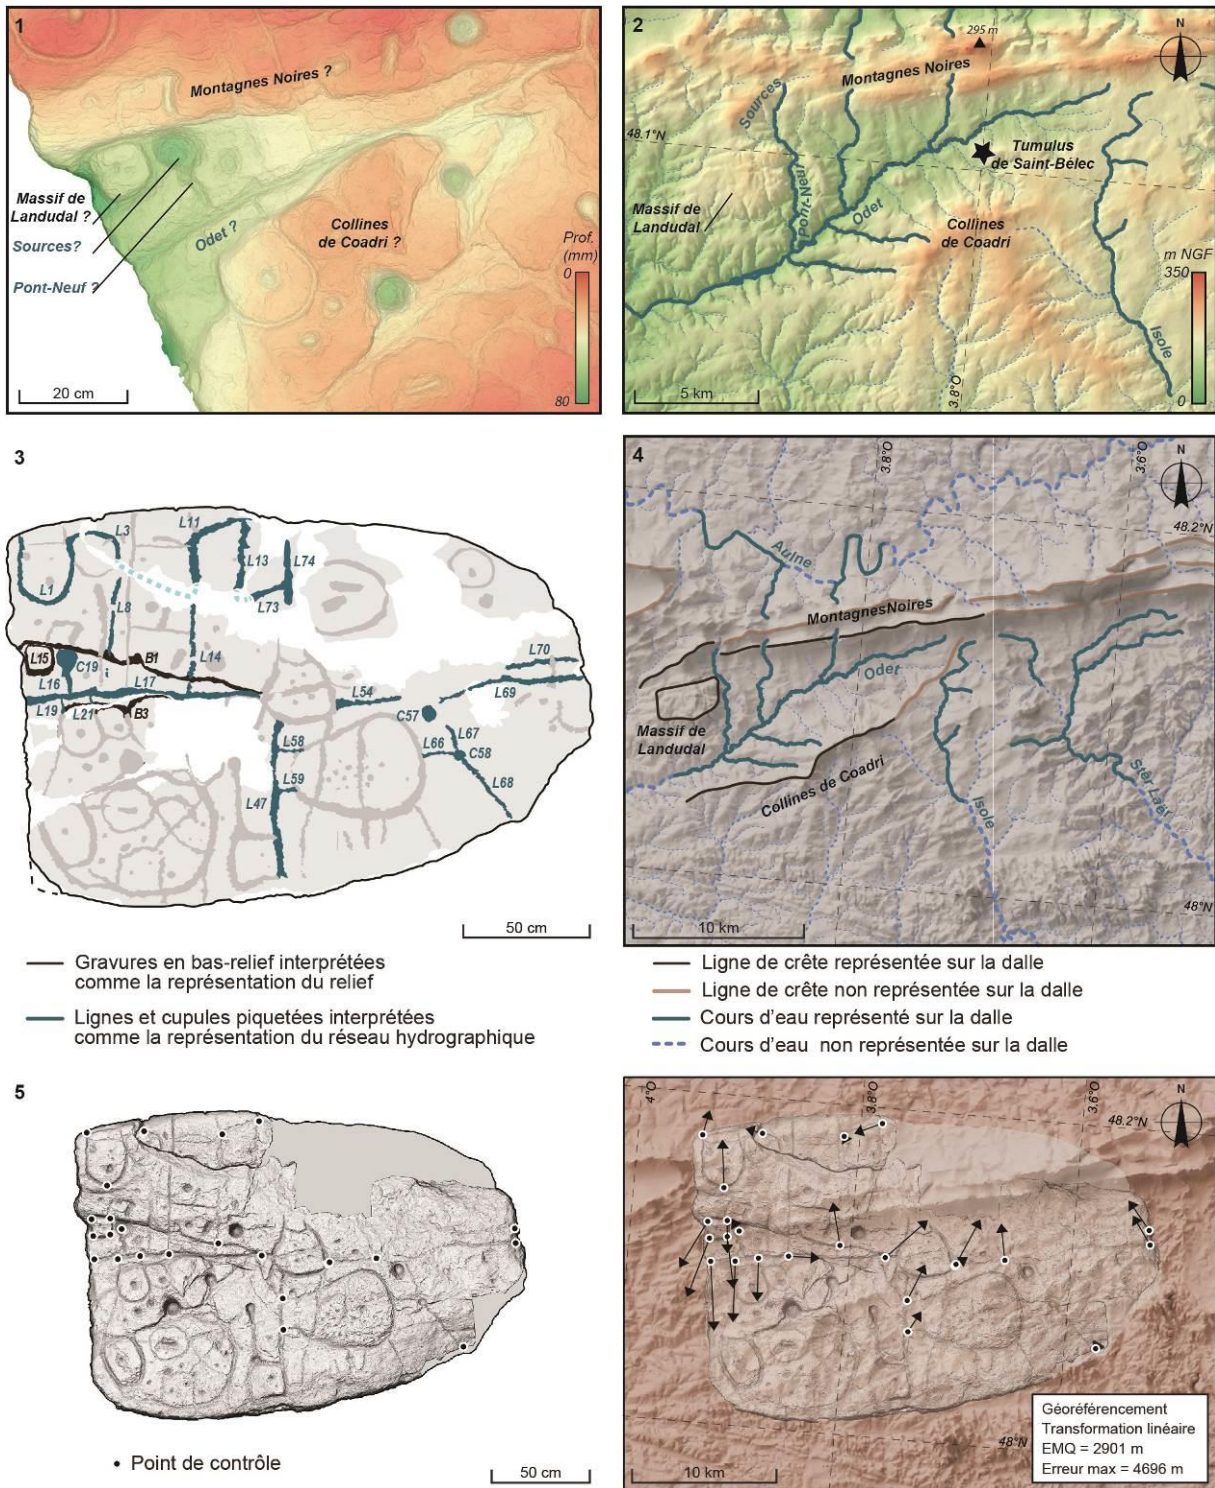 1
Montagnes Noires ?
Massif de
Landudal ?
Sources?
Pont-Neuf ?
Odet ?
Collines
de Coadri ?
Prof.
(mm)
0
80
20 cm
2
295 m
N
Montagnes Noires
Sources
48.1°N
Tumulus
de Saint-Bélec
Massif de
Landudal
Pont-Neuf
Odet
Collines
de Coadri
m NGF
350
0
3.8°O
Isole
5 km
3
L3
L11
L13
L74
L1
L73
L8
L15
C19
B1
L14
L70
L16
L17
L69
L54
L19
L21
B3
C57
L58
L66
L67
C58
L59
L47
L68
50 cm
Gravures en bas-relief interprétées
comme la représentation du relief
Lignes et cupules piquetées interprétées
comme la représentation du réseau hydrographique
4
3.8°O
3.6°O
N
48.2°N
Aulne
MontagnesNoires
Odet
Massif de
Landudal
Collines de Coadri
Isole
Stêr Laër
48°N
10 km
Ligne de crête représentée sur la dalle
Ligne de crête non représentée sur la dalle
Cours d'eau représenté sur la dalle
Cours d'eau non représentée sur la dalle
5
Point de contrôle
50 cm
4°O
3.8°O
3.6°O
N
48.2°N
48°N
10 km
Géoréférencement
Transformation linéaire
EMQ = 2901 m
Erreur max = 4696 m